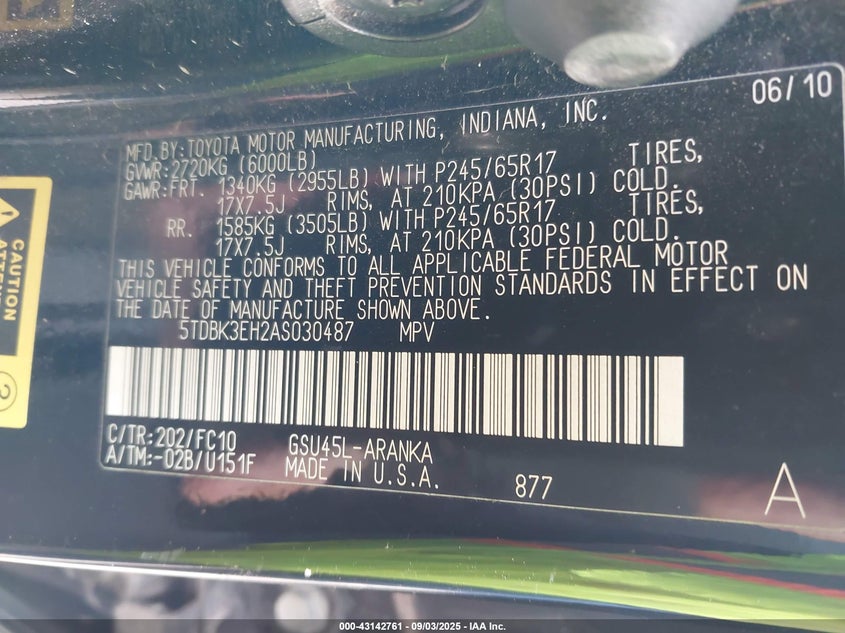 06/10
MFD.BY:TOYOTA MOTOR MANUFACTURING, INDIANA, INC.
GVWR:2720KG (6000LB)
GAWR:FRT. 1340KG (2955LB) WITH P245/65R17 TIRES,
17X7.5J RIMS, AT 210KPA (30PSI) COLD.
RR. 1585KG (3505LB) WITH P245/65R17 TIRES,
17X7.5J RIMS, AT 210KPA (30PSI) COLD.
THIS VEHICLE CONFORMS TO ALL APPLICABLE FEDERAL MOTOR
VEHICLE SAFETY AND THEFT PREVENTION STANDARDS IN EFFECT ON
THE DATE OF MANUFACTURE SHOWN ABOVE.
5TDBK3EH2AS030487 MPV
C/TR:202/FC10 GSU45L-ARANKA
A/TM:-02B/U151F MADE IN U.S.A. 877 A
CAUTION
2
000-43142761 - 09/03/2025 - IAA Inc.